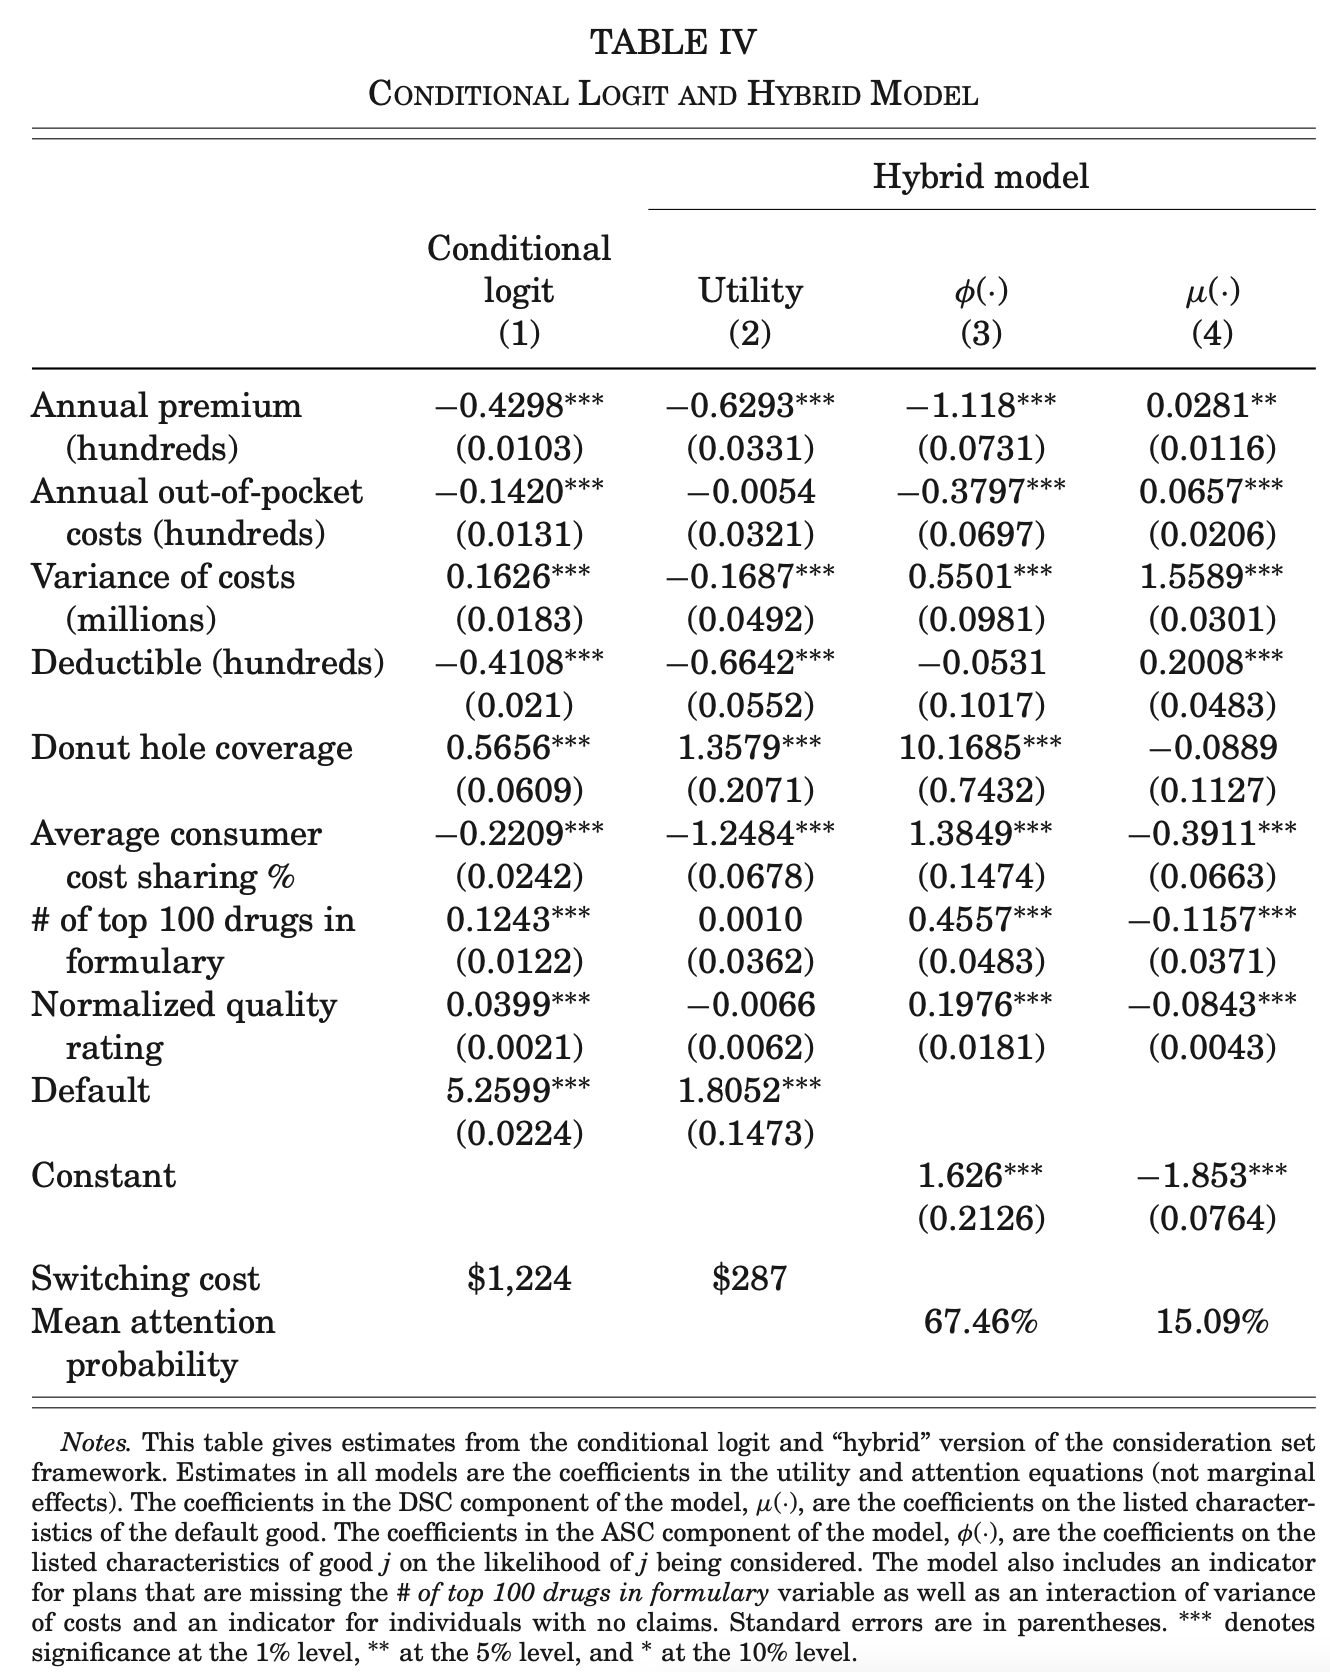 TABLE IV
CONDITIONAL LOGIT AND HYBRID MODEL
Hybrid model
Conditional
logit Utility ϕ(·) μ(·)
(1) (2) (3) (4)
Annual premium −0.4298*** −0.6293*** −1.118*** 0.0281**
(hundreds) (0.0103) (0.0331) (0.0731) (0.0116)
Annual out-of-pocket −0.1420*** −0.0054 −0.3797*** 0.0657***
costs (hundreds) (0.0131) (0.0321) (0.0697) (0.0206)
Variance of costs 0.1626*** −0.1687*** 0.5501*** 1.5589***
(millions) (0.0183) (0.0492) (0.0981) (0.0301)
Deductible (hundreds) −0.4108*** −0.6642*** −0.0531 0.2008***
(0.021) (0.0552) (0.1017) (0.0483)
Donut hole coverage 0.5656*** 1.3579*** 10.1685*** −0.0889
(0.0609) (0.2071) (0.7432) (0.1127)
Average consumer −0.2209*** −1.2484*** 1.3849*** −0.3911***
cost sharing % (0.0242) (0.0678) (0.1474) (0.0663)
# of top 100 drugs in 0.1243*** 0.0010 0.4557*** −0.1157***
formulary (0.0122) (0.0362) (0.0483) (0.0371)
Normalized quality 0.0399*** −0.0066 0.1976*** −0.0843***
rating (0.0021) (0.0062) (0.0181) (0.0043)
Default 5.2599*** 1.8052***
(0.0224) (0.1473)
Constant 1.626*** −1.853***
(0.2126) (0.0764)
Switching cost $1,224 $287
Mean attention 67.46% 15.09%
probability
Notes. This table gives estimates from the conditional logit and “hybrid” version of the consideration set
framework. Estimates in all models are the coefficients in the utility and attention equations (not marginal
effects). The coefficients in the DSC component of the model, μ(·), are the coefficients on the listed character-
istics of the default good. The coefficients in the ASC component of the model, ϕ(·), are the coefficients on the
listed characteristics of good j on the likelihood of j being considered. The model also includes an indicator
for plans that are missing the # of top 100 drugs in formulary variable as well as an interaction of variance
of costs and an indicator for individuals with no claims. Standard errors are in parentheses. *** denotes
significance at the 1% level, ** at the 5% level, and * at the 10% level.